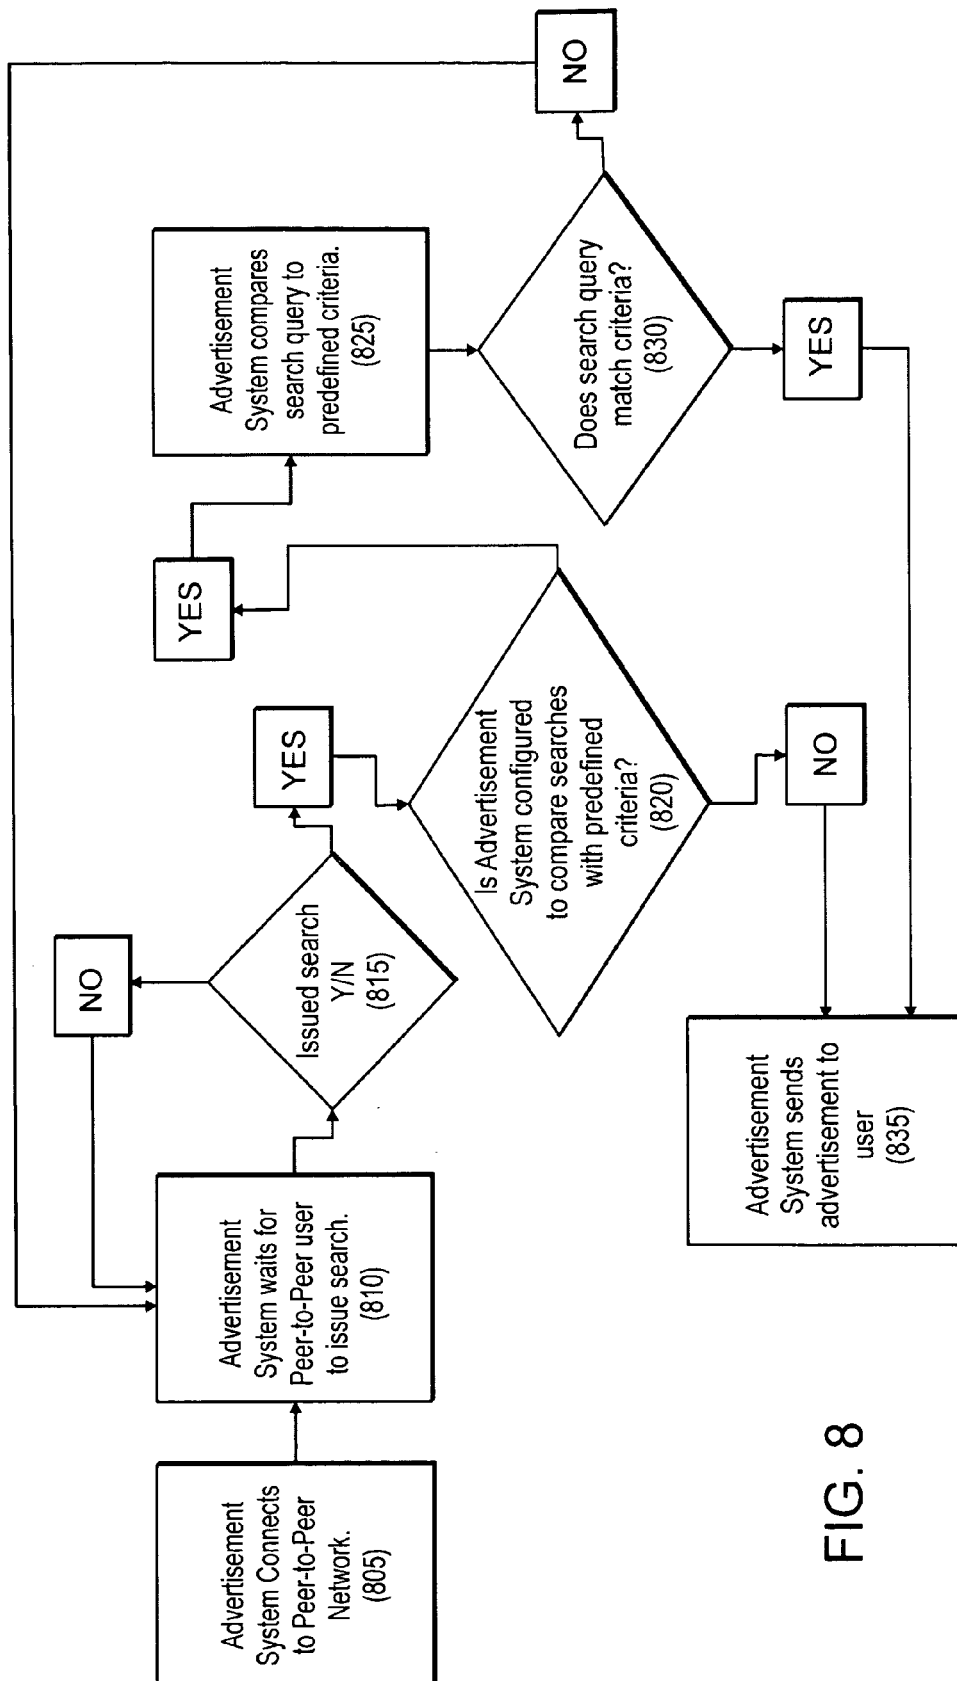 Advertisement
System Connects
to Peer-to-Peer
Network.
(805)
Advertisement
System waits for
Peer-to-Peer user
to issue search.
(810)
NO
Issued search
Y/N
(815)
YES
Is Advertisement
System configured
to compare searches
with predefined
criteria?
(820)
YES
NO
Advertisement
System compares
search query to
predefined criteria.
(825)
Does search query
match criteria?
(830)
NO
YES
Advertisement
System sends
advertisement to
user
(835)
FIG. 8